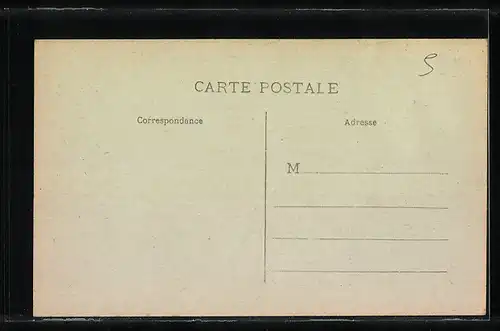 5
CARTE POSTALE
Correspondance
Adresse
M